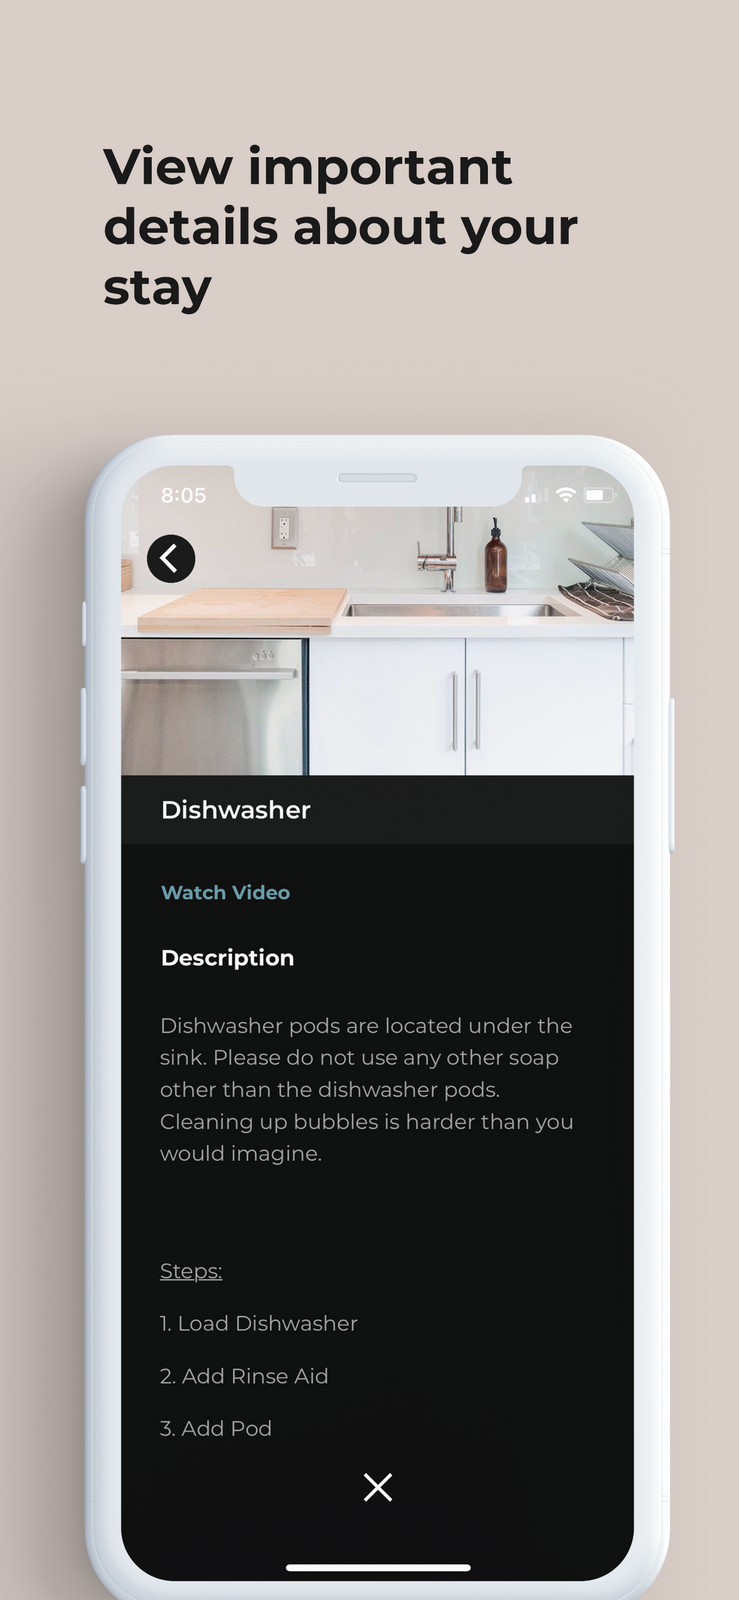 View important
details about your
stay
8:05
Dishwasher
Watch Video
Description
Dishwasher pods are located under the
sink. Please do not use any other soap
other than the dishwasher pods.
Cleaning up bubbles is harder than you
would imagine.
Steps:
1. Load Dishwasher
2. Add Rinse Aid
3. Add Pod